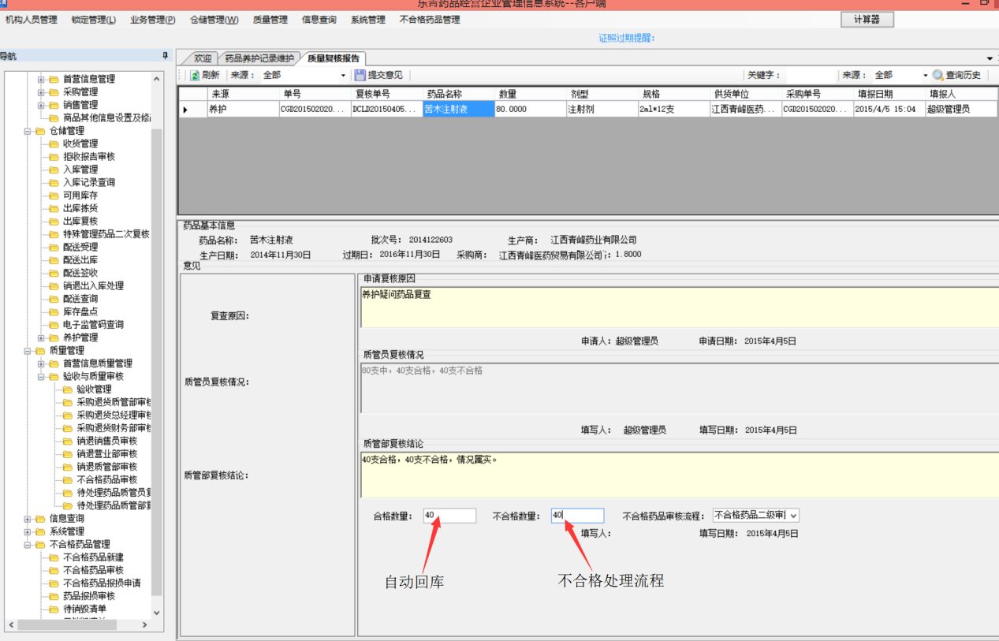 东青药品经营企业管理信息系统--客户端
机构人员管理 锁定管理(L) 业务管理(P) 仓储管理(W) 质量管理 信息查询 系统管理 不合格药品管理 计算器
证照过期提醒:
导航
首营信息管理
采购管理
销售管理
商品其他信息设置及修改
仓储管理
收货管理
拒收报告审核
入库管理
入库记录查询
可用库存
出库拣货
出库复核
特殊管理药品二次复核
配送受理
配送出库
配送签收
销退出入库处理
配送查询
库存盘点
电子监管码查询
养护管理
质量管理
首营信息质量管理
验收与质量审核
验收管理
采购退货质管部审核
采购退货总经理审核
采购退货财务部审核
销退销售员审核
销退营业部审核
销退质管部审核
不合格药品审核
待处理药品质管员复
待处理药品质管部复
信息查询
系统管理
不合格药品管理
不合格药品新建
不合格药品审核
不合格药品报损申请
药品报损审核
待销毁清单
欢迎 药品养护记录维护 质量复核报告
刷新 来源: 全部 提交意见 关键字: 来源: 全部 查询历史
来源 单号 复核单号 药品名称 数量 剂型 规格 供货单位 采购单号 填报日期 填报人
养护 CGD201502020... DCLD20150405... 苦木注射液 80.0000 注射剂 2ml*12支 江西青峰医药... CGD201502020... 2015/4/5 15:04 超级管理员
药品基本信息
药品名称: 苦木注射液 批次号: 2014122603 生产商: 江西青峰药业有限公司
生产日期: 2014年11月30日 过期日: 2016年11月30日 采购商: 江西青峰医药贸易有限公司 : 1.8000
意见
申请复核原因
复查原因:
养护疑问药品复查
申请人: 超级管理员 申请日期: 2015年4月5日
质管员复核情况
质管员复核情况:
80支中，40支合格，40支不合格
填写人: 超级管理员 填写日期: 2015年4月5日
质管部复核结论
质管部复核结论:
40支合格，40支不合格，情况属实。
合格数量: 40 不合格数量: 40 不合格药品审核流程: 不合格药品二级审
填写人: 填写日期: 2015年4月5日
自动回库
不合格处理流程